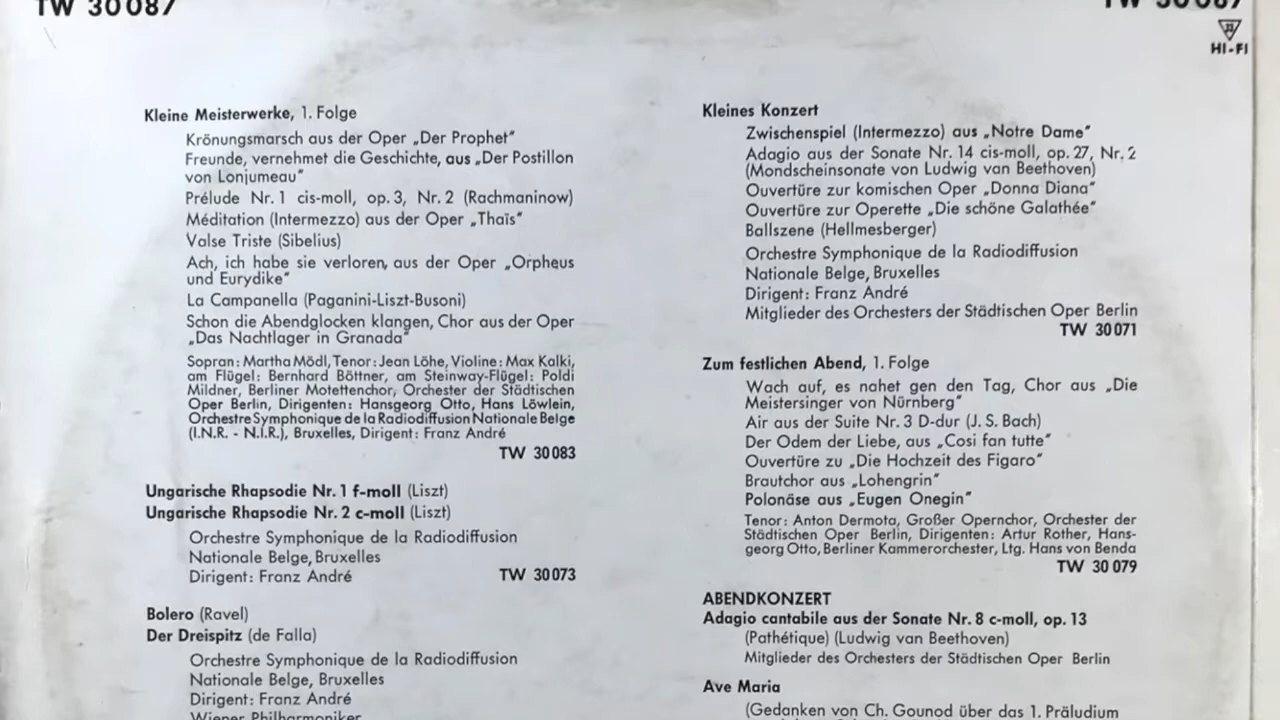 TW 30087
TW 30087
HI-FI
Kleine Meisterwerke, 1. Folge
Krönungsmarsch aus der Oper „Der Prophet“
Freunde, vernehmet die Geschichte, aus „Der Postillon
von Lonjumeau“
Prélude Nr. 1 cis-moll, op. 3, Nr. 2 (Rachmaninow)
Méditation (Intermezzo) aus der Oper „Thaïs“
Valse Triste (Sibelius)
Ach, ich habe sie verloren, aus der Oper „Orpheus
und Eurydike“
La Campanella (Paganini-Liszt-Busoni)
Schon die Abendglocken klangen, Chor aus der Oper
„Das Nachtlager in Granada“
Sopran: Martha Mödl, Tenor: Jean Löhe, Violine: Max Kalki,
am Flügel: Bernhard Böttner, am Steinway-Flügel: Poldi
Mildner, Berliner Motettenchor, Orchester der Städtischen
Oper Berlin, Dirigenten: Hansgeorg Otto, Hans Löwlein,
Orchestre Symphonique de la Radiodiffusion Nationale Belge
(I.N.R. - N.I.R.), Bruxelles, Dirigent: Franz André
TW 30083
Ungarische Rhapsodie Nr. 1 f-moll (Liszt)
Ungarische Rhapsodie Nr. 2 c-moll (Liszt)
Orchestre Symphonique de la Radiodiffusion
Nationale Belge, Bruxelles
Dirigent: Franz André TW 30073
Bolero (Ravel)
Der Dreispitz (de Falla)
Orchestre Symphonique de la Radiodiffusion
Nationale Belge, Bruxelles
Dirigent: Franz André
Wiener Philharmoniker
Kleines Konzert
Zwischenspiel (Intermezzo) aus „Notre Dame“
Adagio aus der Sonate Nr. 14 cis-moll, op. 27, Nr. 2
(Mondscheinsonate von Ludwig van Beethoven)
Ouvertüre zur komischen Oper „Donna Diana“
Ouvertüre zur Operette „Die schöne Galathée“
Ballszene (Hellmesberger)
Orchestre Symphonique de la Radiodiffusion
Nationale Belge, Bruxelles
Dirigent: Franz André
Mitglieder des Orchesters der Städtischen Oper Berlin
TW 30071
Zum festlichen Abend, 1. Folge
Wach auf, es nahet gen den Tag, Chor aus „Die
Meistersinger von Nürnberg“
Air aus der Suite Nr. 3 D-dur (J. S. Bach)
Der Odem der Liebe, aus „Cosi fan tutte“
Ouvertüre zu „Die Hochzeit des Figaro“
Brautchor aus „Lohengrin“
Polonäse aus „Eugen Onegin“
Tenor: Anton Dermota, Großer Opernchor, Orchester der
Städtischen Oper Berlin, Dirigenten: Artur Rother, Hans-
georg Otto, Berliner Kammerorchester, Ltg. Hans von Benda
TW 30079
ABENDKONZERT
Adagio cantabile aus der Sonate Nr. 8 c-moll, op. 13
(Pathétique) (Ludwig van Beethoven)
Mitglieder des Orchesters der Städtischen Oper Berlin
Ave Maria
(Gedanken von Ch. Gounod über das 1. Präludium